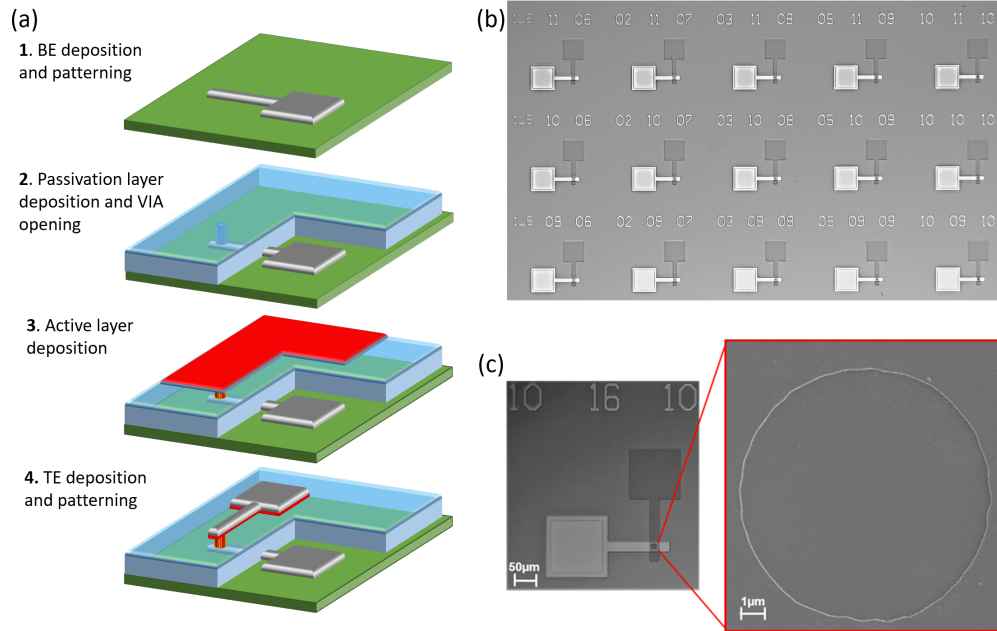 (a)
1. BE deposition
and patterning
2. Passivation layer
deposition and VIA
opening
3. Active layer
deposition
4. TE deposition
and patterning
(b)
11 06 02 11 07 03 11 08 05 11 09 10 11 10
10 06 02 10 07 03 10 08 05 10 09 10 10 10
09 06 02 09 07 03 09 08 05 09 09 10 09 10
(c)
10 16 10
50µm
1µm